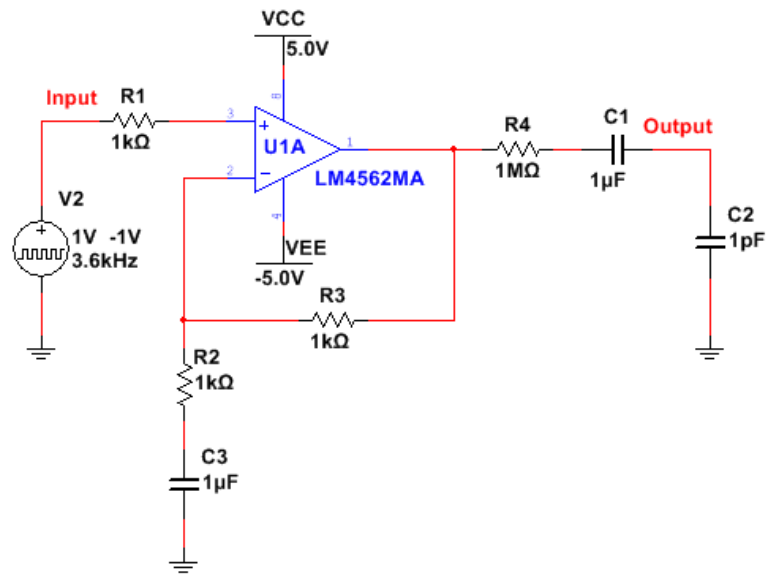 VCC
5.0V
Input
R1
1kΩ
3
8
+
U1A
1
2
−
LM4562MA
4
VEE
-5.0V
R4
1MΩ
C1
1µF
Output
C2
1pF
V2
+
1V -1V
3.6kHz
R3
1kΩ
R2
1kΩ
C3
1µF